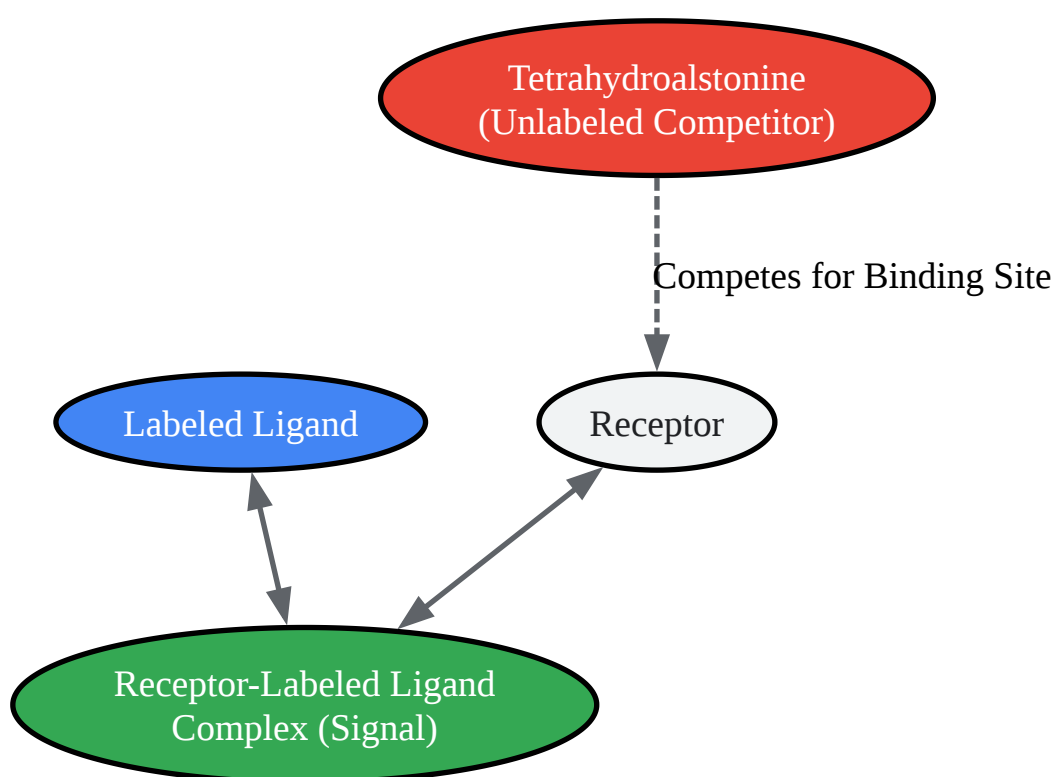 Tetrahydroalstonine
(Unlabeled Competitor)
Competes for Binding Site
Labeled Ligand
Receptor
Receptor-Labeled Ligand
Complex (Signal)